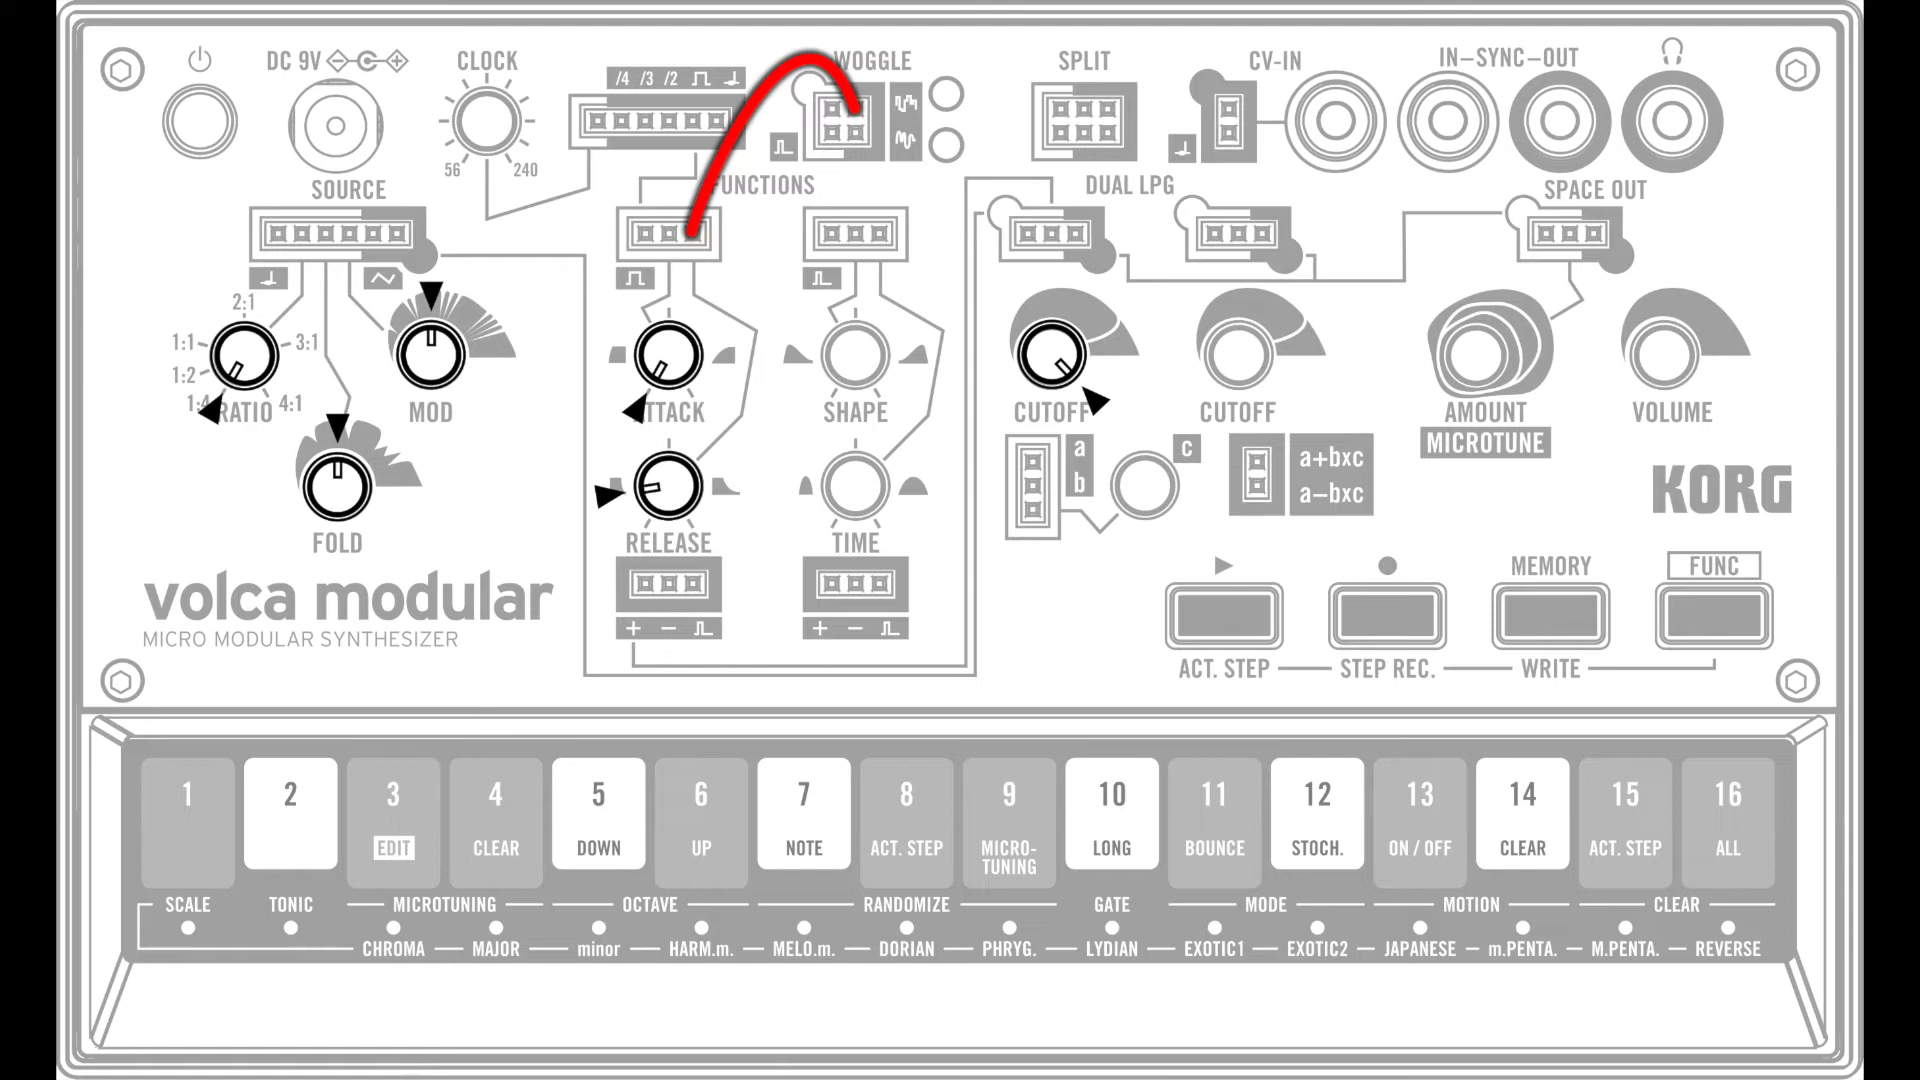 DC 9V
CLOCK
WOGGLE
SPLIT
CV-IN
IN–SYNC–OUT
/4 /3 /2
56 240
SOURCE
FUNCTIONS
DUAL LPG
SPACE OUT
2:1
1:1 3:1
1:2
4:1
RATIO
MOD
ATTACK
SHAPE
CUTOFF
CUTOFF
AMOUNT
MICROTUNE
VOLUME
a
b
c
a+bxc
a–bxc
KORG
FOLD
RELEASE
TIME
+ –
+ –
volca modular
MICRO MODULAR SYNTHESIZER
MEMORY
FUNC
ACT. STEP
STEP REC.
WRITE
1 2 3 4 5 6 7 8 9 10 11 12 13 14 15 16
EDIT CLEAR DOWN UP NOTE ACT. STEP MICRO-TUNING LONG BOUNCE STOCH. ON / OFF CLEAR ACT. STEP ALL
SCALE TONIC MICROTUNING OCTAVE RANDOMIZE GATE MODE MOTION CLEAR
CHROMA MAJOR minor HARM.m. MELO.m. DORIAN PHRYG. LYDIAN EXOTIC1 EXOTIC2 JAPANESE m.PENTA. M.PENTA. REVERSE